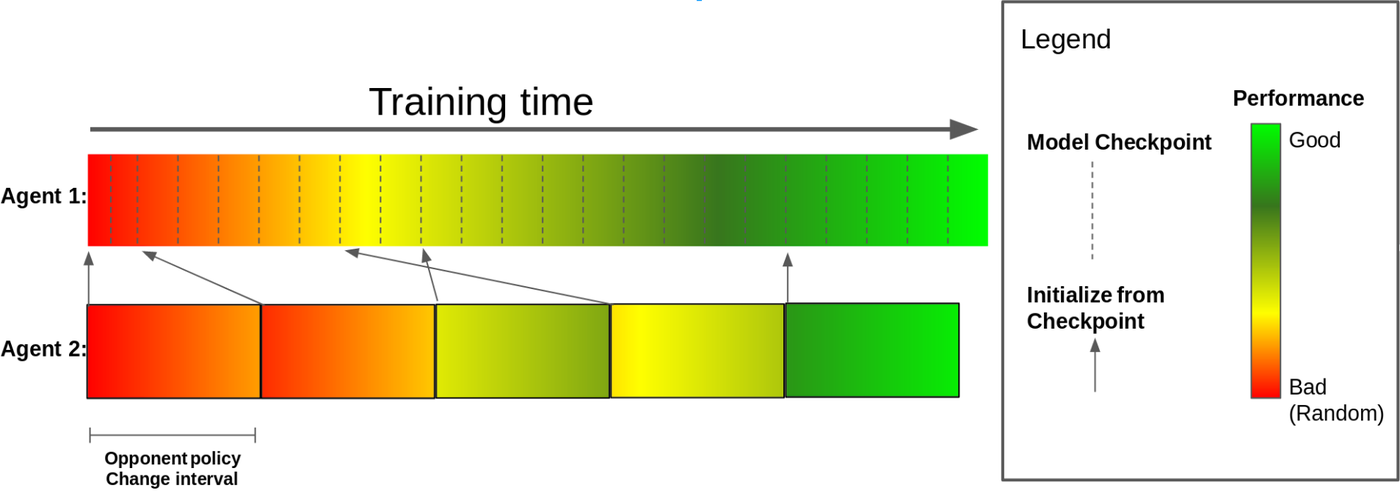 Training time
Agent 1:
Agent 2:
Opponent policy
Change interval
Legend
Performance
Model Checkpoint
Good
Initialize from
Checkpoint
Bad
(Random)